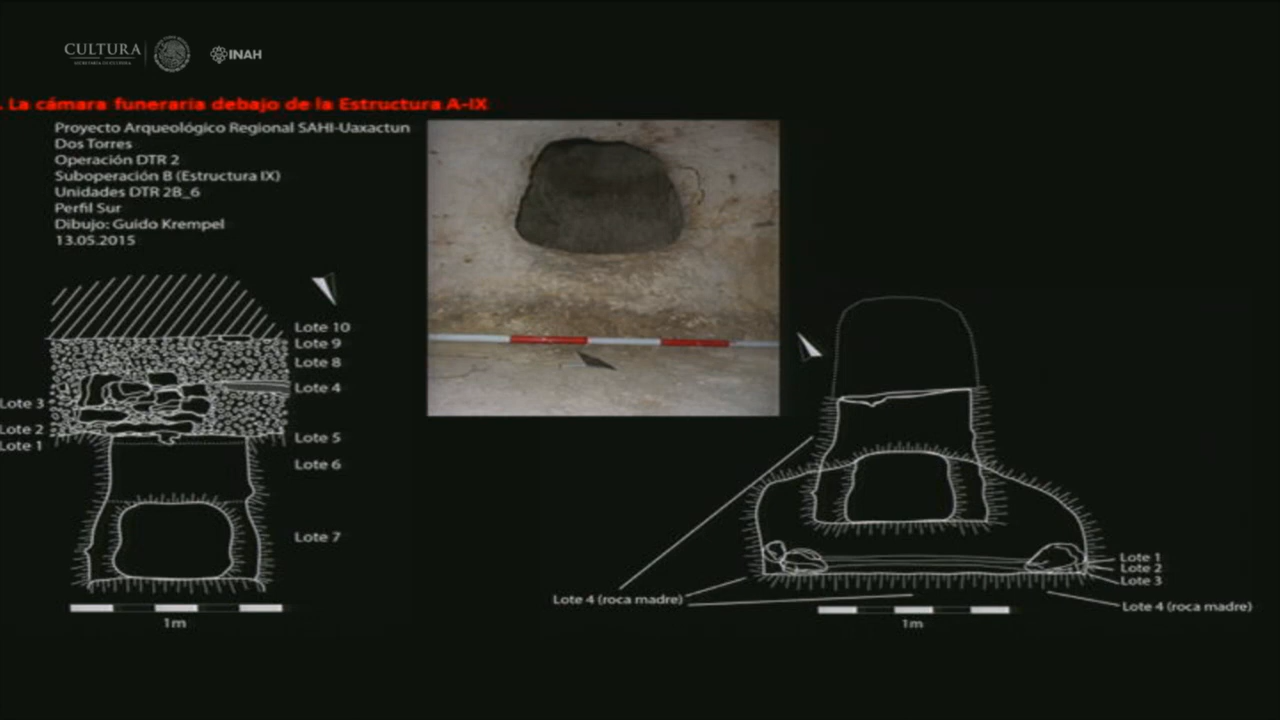 CULTURA
SECRETARÍA DE CULTURA
INAH
. La cámara funeraria debajo de la Estructura A-IX
Proyecto Arqueológico Regional SAHI-Uaxactun
Dos Torres
Operación DTR 2
Suboperación B (Estructura IX)
Unidades DTR 2B_6
Perfil Sur
Dibujo: Guido Krempel
13.05.2015
Lote 10
Lote 9
Lote 8
Lote 4
Lote 3
Lote 2
Lote 1
Lote 5
Lote 6
Lote 7
1m
Lote 4 (roca madre)
Lote 1
Lote 2
Lote 3
Lote 4 (roca madre)
1m